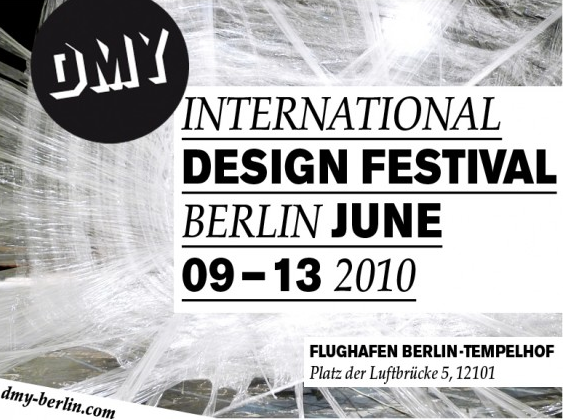 DMY
INTERNATIONAL
DESIGN FESTIVAL
BERLIN JUNE
09–13 2010
FLUGHAFEN BERLIN-TEMPELHOF
Platz der Luftbrücke 5, 12101
dmy-berlin.com